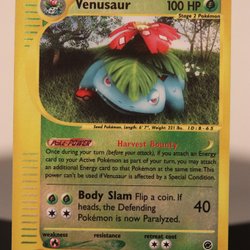 Venusaur 100 HP
Stage 2 Pokémon
Seed Pokémon. Length: 6' 7", Weight: 221 lbs.
Poké-POWER Harvest Bounty
Once during your turn (before your attack), if you attach an Energy
card to your Active Pokémon as part of your turn, you may attach
an additional Energy card to that Pokémon at the same time. This
power can't be used if Venusaur is affected by a Special Condition.
Body Slam Flip a coin. If
heads, the Defending
Pokémon is now Paralyzed.
40
weakness resistance retreat cost